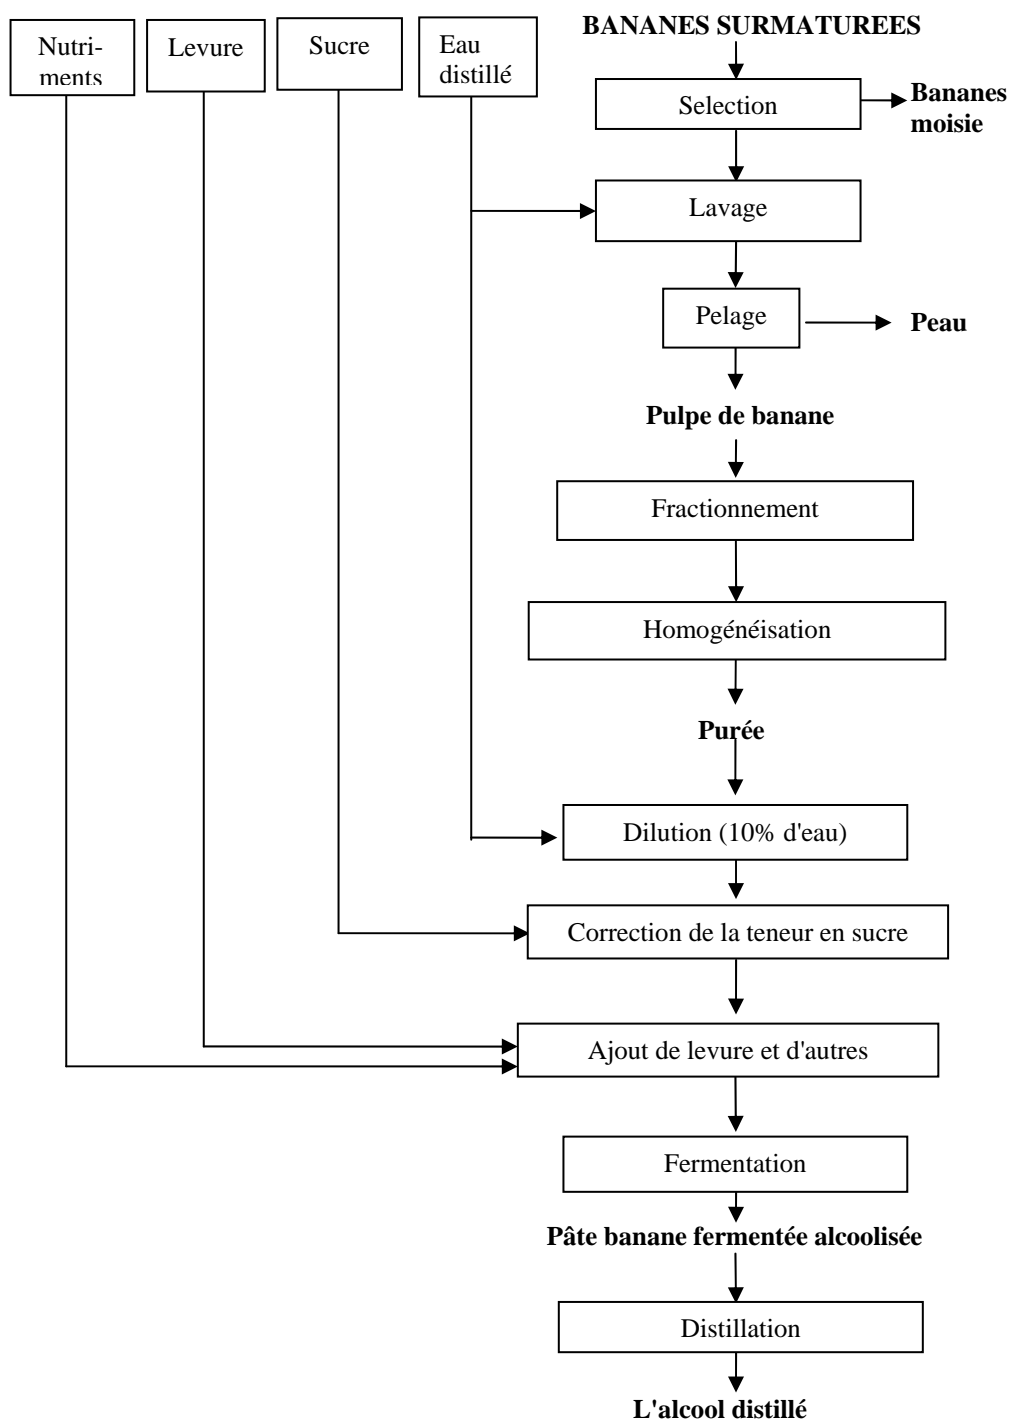 Nutri-
ments
Levure
Sucre
Eau
distillé
BANANES SURMATUREES
Selection
Bananes
moisie
Lavage
Pelage
Peau
Pulpe de banane
Fractionnement
Homogénéisation
Purée
Dilution (10% d'eau)
Correction de la teneur en sucre
Ajout de levure et d'autres
Fermentation
Pâte banane fermentée alcoolisée
Distillation
L'alcool distillé